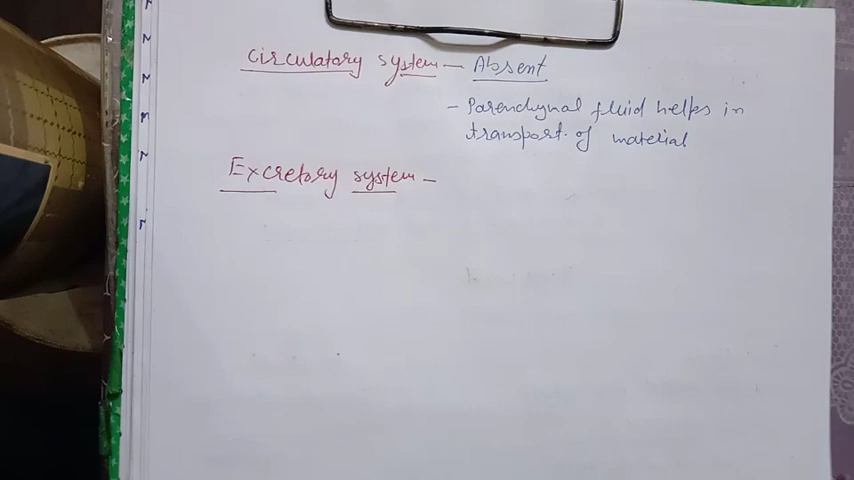 Circulatory system — Absent
- Parenchymal fluid helps in
transport of material
Excretory system —